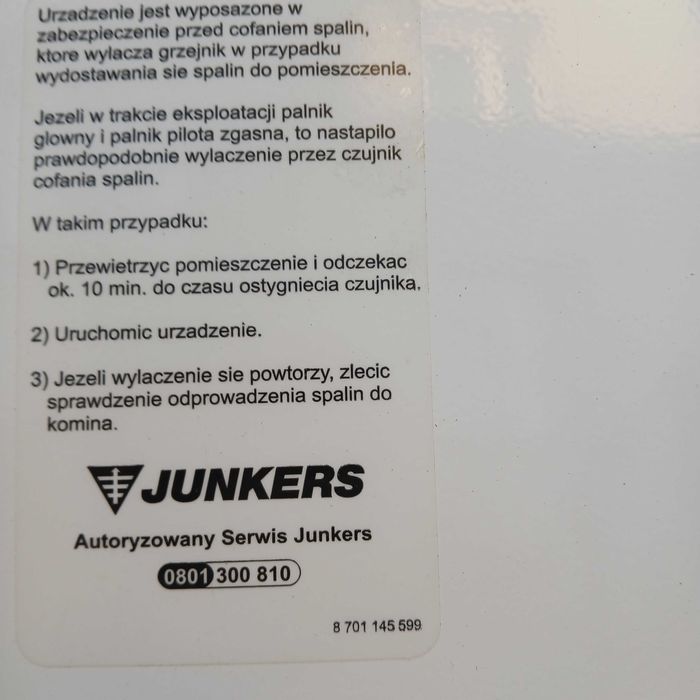 Urzadzenie jest wyposazone w
zabezpieczenie przed cofaniem spalin,
ktore wylacza grzejnik w przypadku
wydostawania sie spalin do pomieszczenia.
Jezeli w trakcie eksploatacji palnik
glowny i palnik pilota zgasna, to nastapilo
prawdopodobnie wylaczenie przez czujnik
cofania spalin.
W takim przypadku:
1) Przewietrzyc pomieszczenie i odczekac
ok. 10 min. do czasu ostygniecia czujnika.
2) Uruchomic urzadzenie.
3) Jezeli wylaczenie sie powtorzy, zlecic
sprawdzenie odprowadzenia spalin do
komina.
JUNKERS
Autoryzowany Serwis Junkers
0801 300 810
8 701 145 599